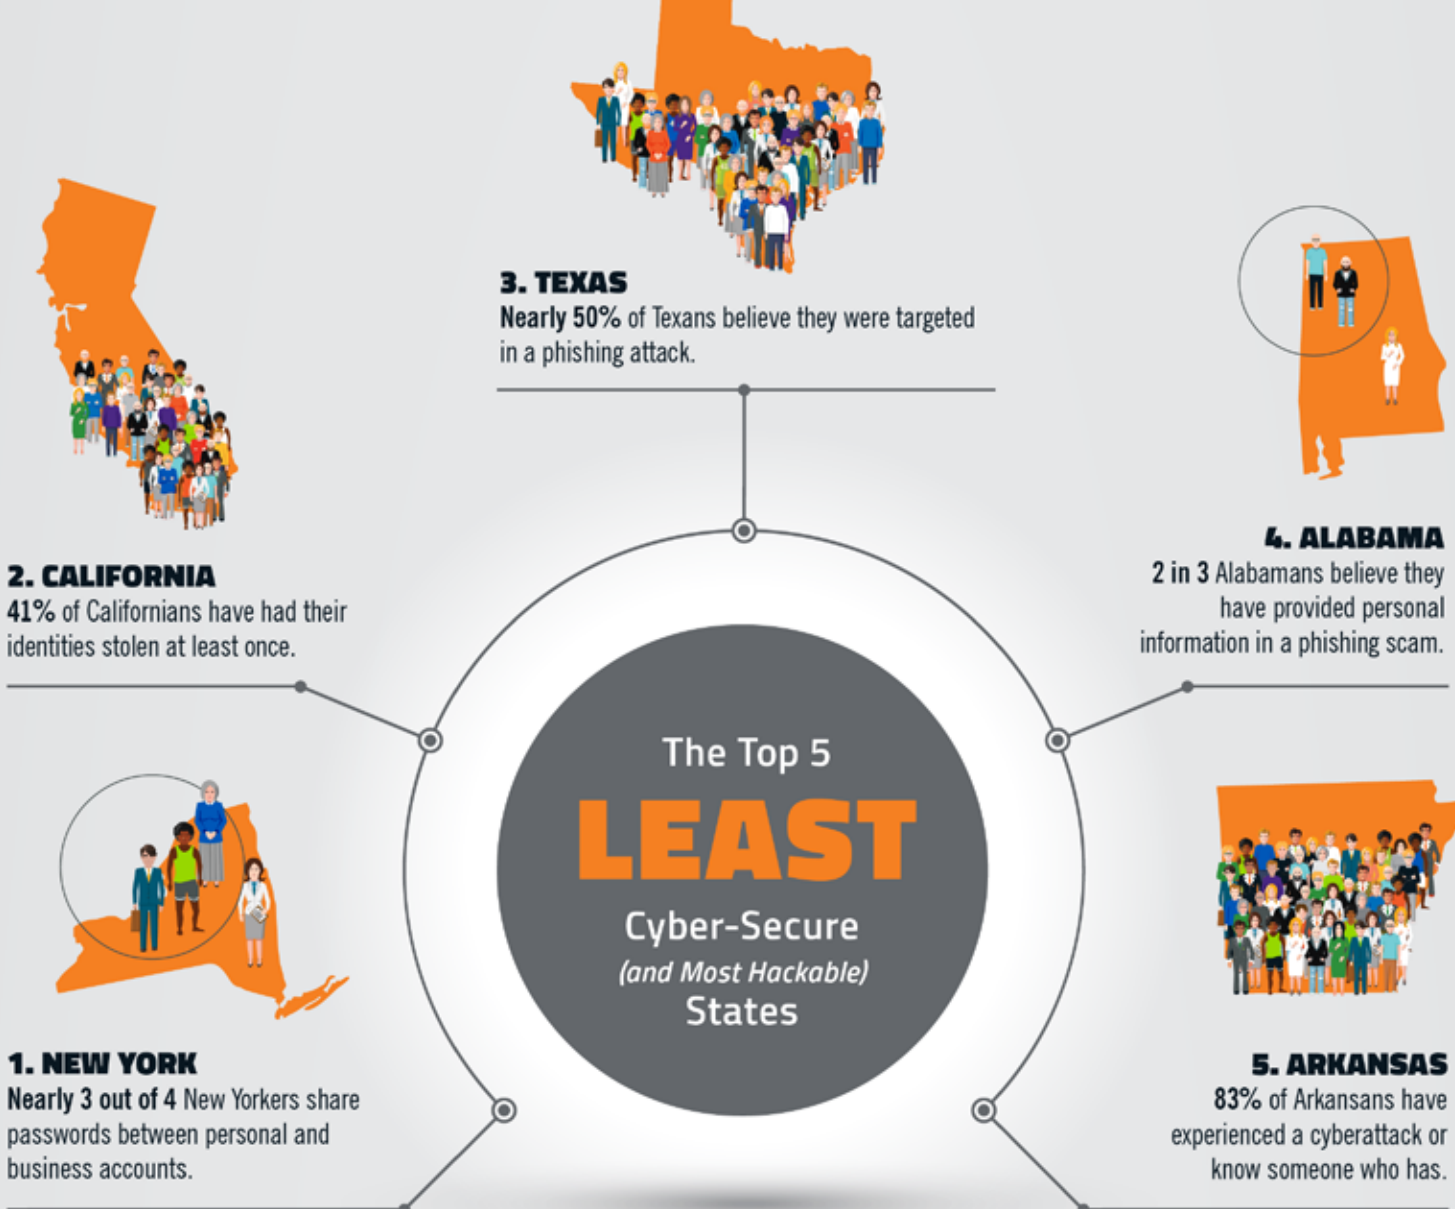 3. TEXAS
Nearly 50% of Texans believe they were targeted
in a phishing attack.
2. CALIFORNIA
41% of Californians have had their
identities stolen at least once.
4. ALABAMA
2 in 3 Alabamans believe they
have provided personal
information in a phishing scam.
The Top 5
LEAST
Cyber-Secure
(and Most Hackable)
States
1. NEW YORK
Nearly 3 out of 4 New Yorkers share
passwords between personal and
business accounts.
5. ARKANSAS
83% of Arkansans have
experienced a cyberattack or
know someone who has.